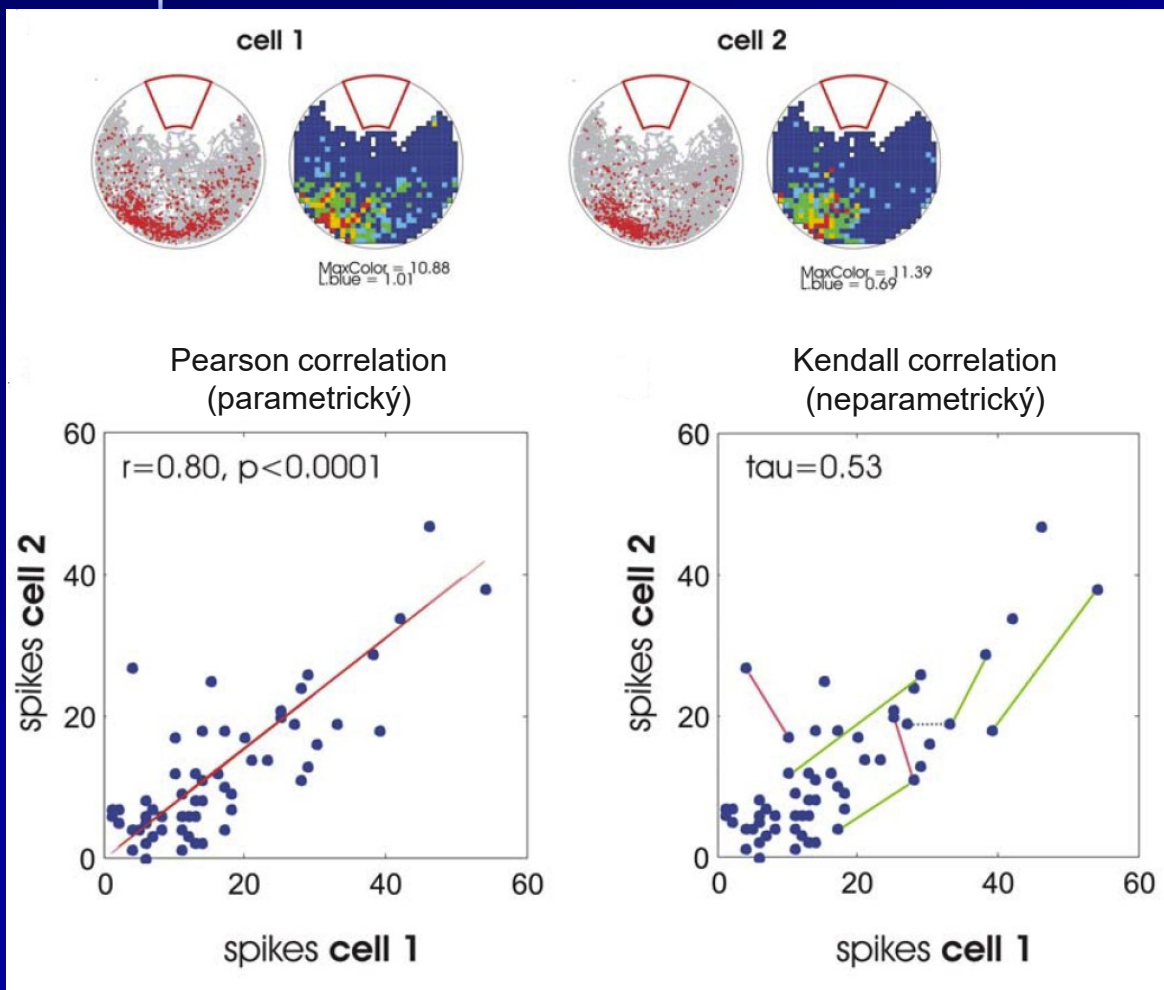 cell 1
cell 2
MaxColor = 10.88
L.blue = 1.01
MaxColor = 11.39
L.blue = 0.69
Pearson correlation
(parametrický)
Kendall correlation
(neparametrický)
r=0.80, p<0.0001
60
40
20
0
0 20 40 60
spikes cell 2
spikes cell 1
tau=0.53
60
40
20
0
0 20 40 60
spikes cell 2
spikes cell 1